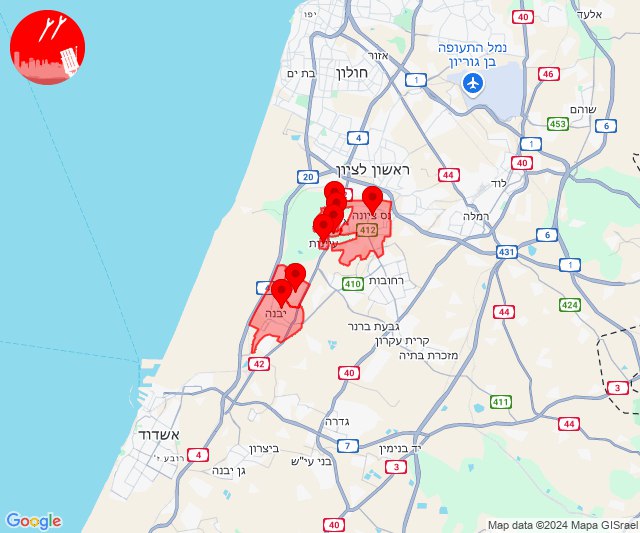 40
אלעד
יפו
אזור
נמל התעופה
בן גוריון
בת ים
חולון
1
46
שוהם
453
6
4
1
ראשון לציון
44
40
20
לוד
רמלה
נס ציונה
412
עיינות
431
6
1
410
רחובות
424
יבנה
44
גבעת ברנר
קרית עקרון
מזכרת בתיה
42
40
3
411
גדרה
44
אשדוד
7
ביצרון
יד בנימין
רובע ז'
4
בני עי"ש
3
גן יבנה
40
Google
Map data ©2024 Mapa GISrael